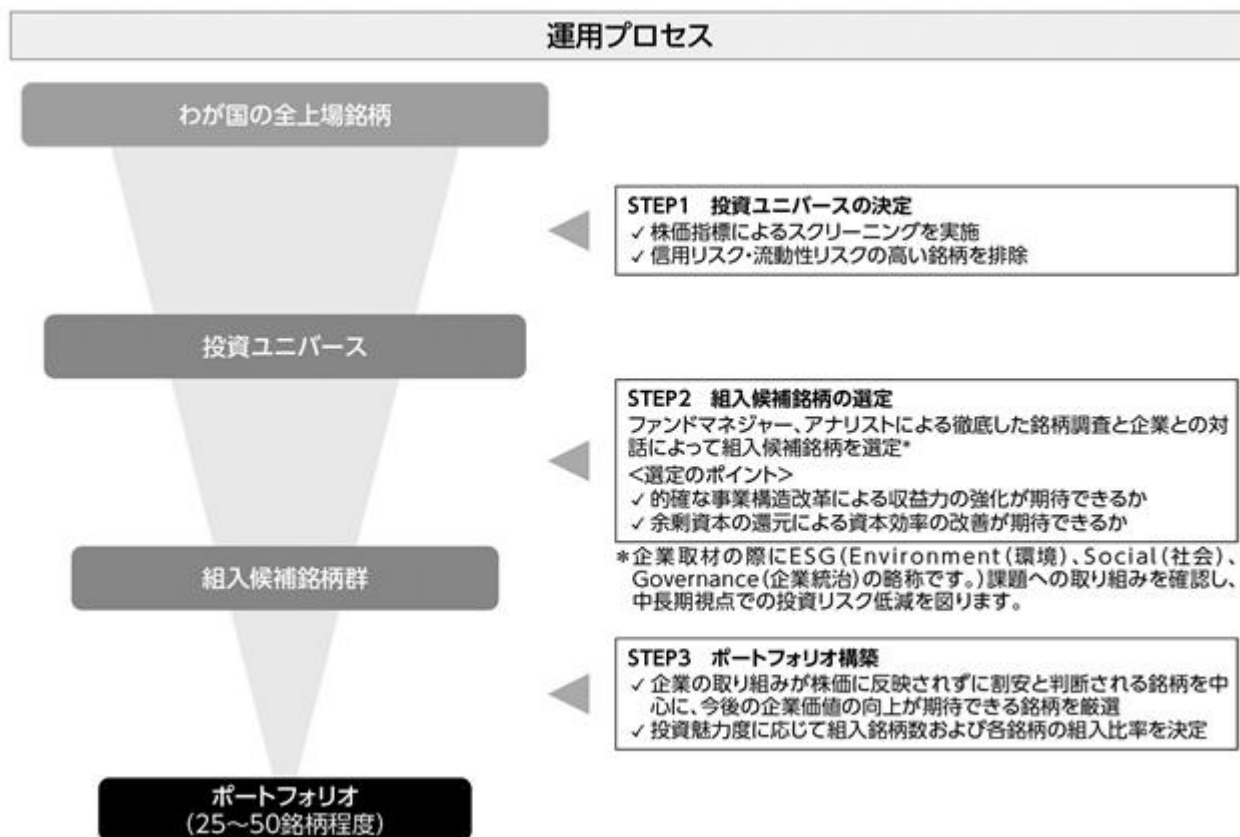 運用プロセス
わが国の全上場銘柄
STEP1 投資ユニバースの決定
✓ 株価指標によるスクリーニングを実施
✓ 信用リスク・流動性リスクの高い銘柄を排除
投資ユニバース
STEP2 組入候補銘柄の選定
ファンドマネジャー、アナリストによる徹底した銘柄調査と企業との対
話によって組入候補銘柄を選定*
<選定のポイント>
✓ 的確な事業構造改革による収益力の強化が期待できるか
✓ 余剰資本の還元による資本効率の改善が期待できるか
*企業取材の際にESG(Environment(環境)、Social(社会)、
Governance(企業統治)の略称です。)課題への取り組みを確認し、
中長期視点での投資リスク低減を図ります。
組入候補銘柄群
STEP3 ポートフォリオ構築
✓ 企業の取り組みが株価に反映されずに割安と判断される銘柄を中
心に、今後の企業価値の向上が期待できる銘柄を厳選
✓ 投資魅力度に応じて組入銘柄数および各銘柄の組入比率を決定
ポートフォリオ
(25～50銘柄程度)